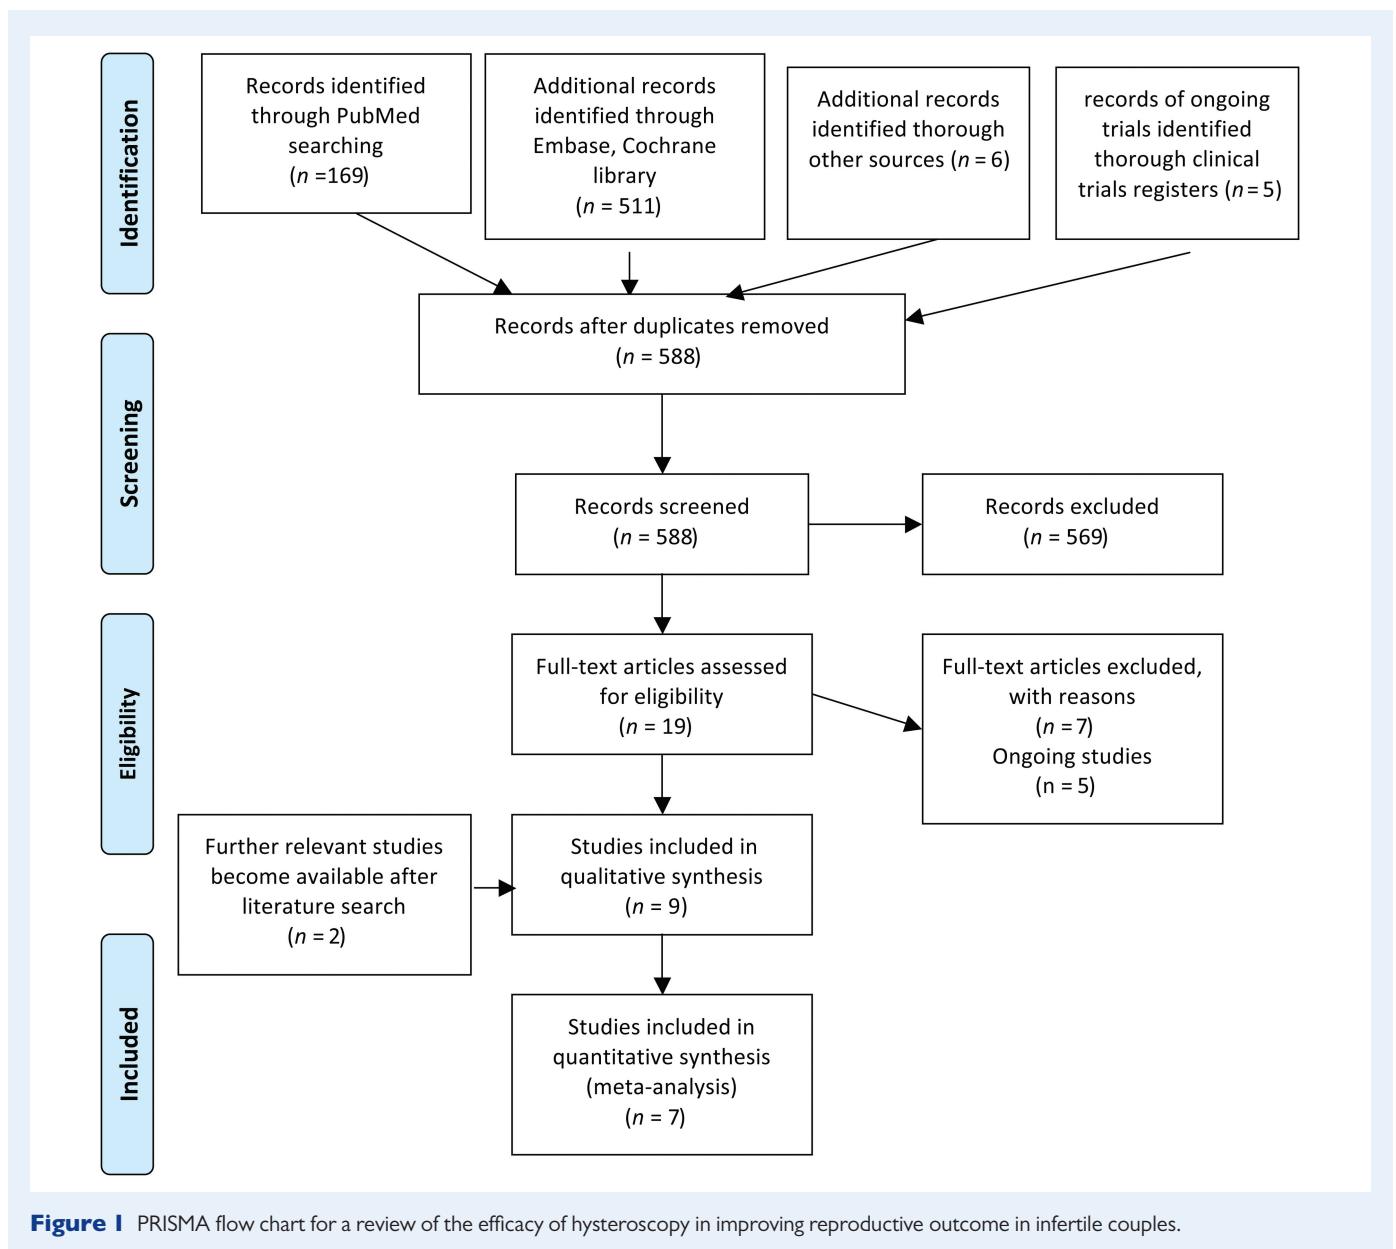 Identification
Records identified
through PubMed
searching
(n =169)
Additional records
identified through
Embase, Cochrane
library
(n = 511)
Additional records
identified thorough
other sources (n = 6)
records of ongoing
trials identified
thorough clinical
trials registers (n = 5)
Records after duplicates removed
(n = 588)
Screening
Records screened
(n = 588)
Records excluded
(n = 569)
Eligibility
Full-text articles assessed
for eligibility
(n = 19)
Full-text articles excluded,
with reasons
(n = 7)
Ongoing studies
(n = 5)
Further relevant studies
become available after
literature search
(n = 2)
Studies included in
qualitative synthesis
(n = 9)
Included
Studies included in
quantitative synthesis
(meta-analysis)
(n = 7)
Figure 1 PRISMA flow chart for a review of the efficacy of hysteroscopy in improving reproductive outcome in infertile couples.